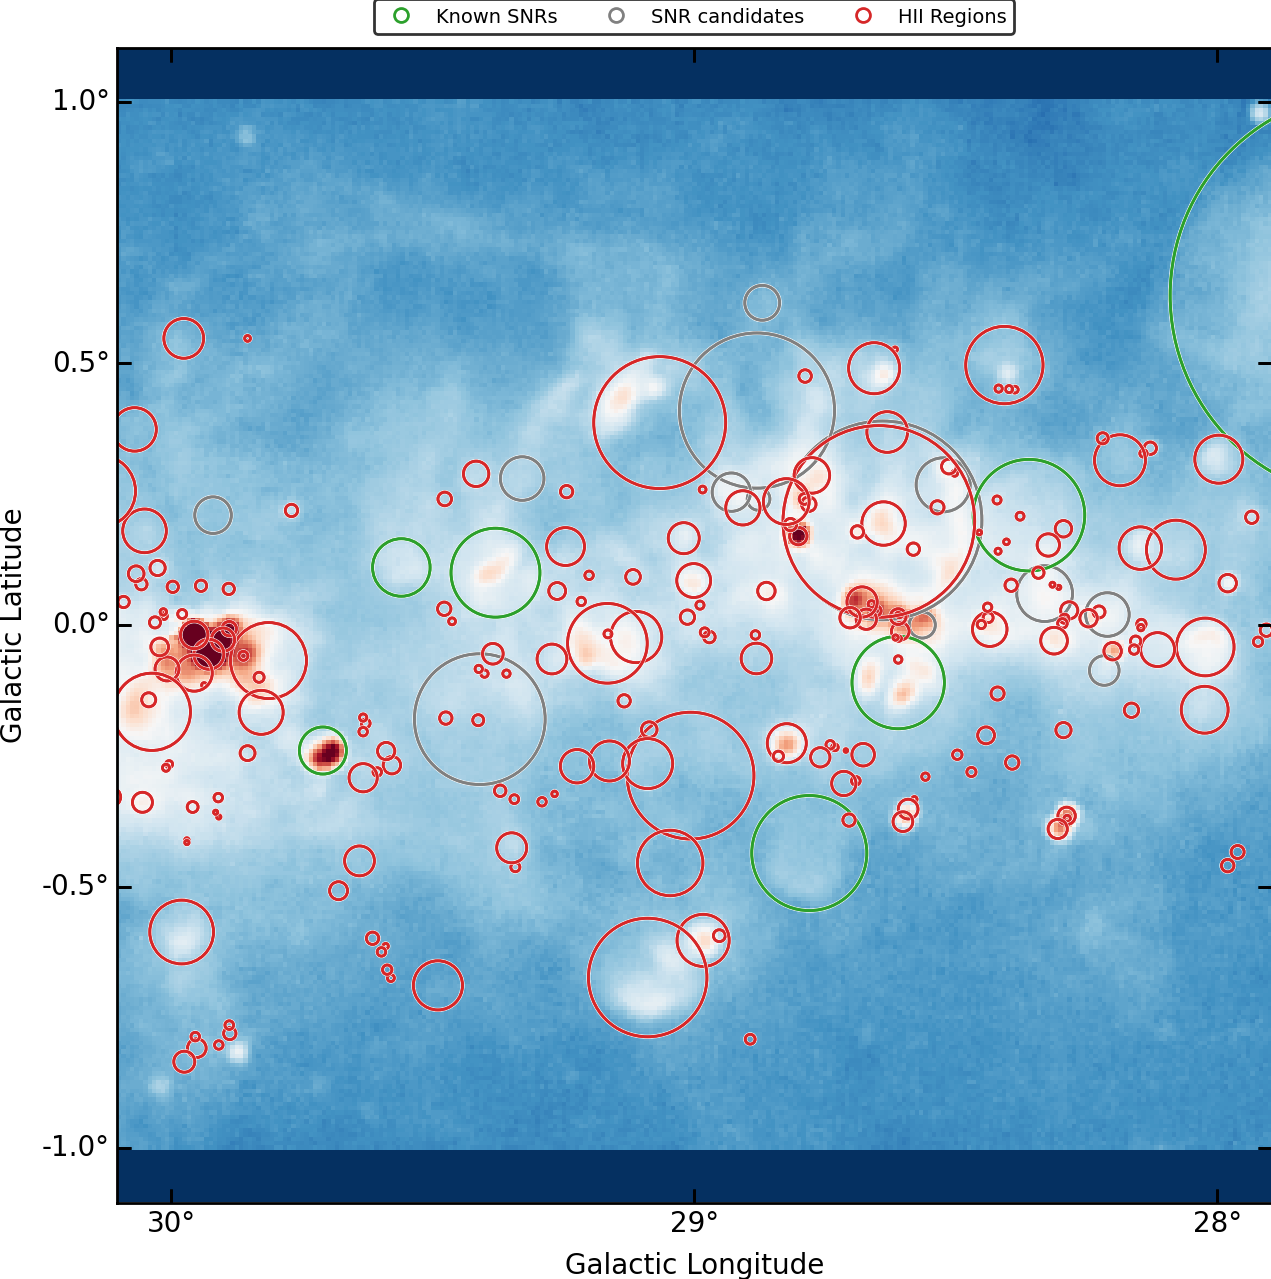 Known SNRs SNR candidates HII Regions
1.0°
0.5°
0.0°
-0.5°
-1.0°
Galactic Latitude
30° 29° 28°
Galactic Longitude